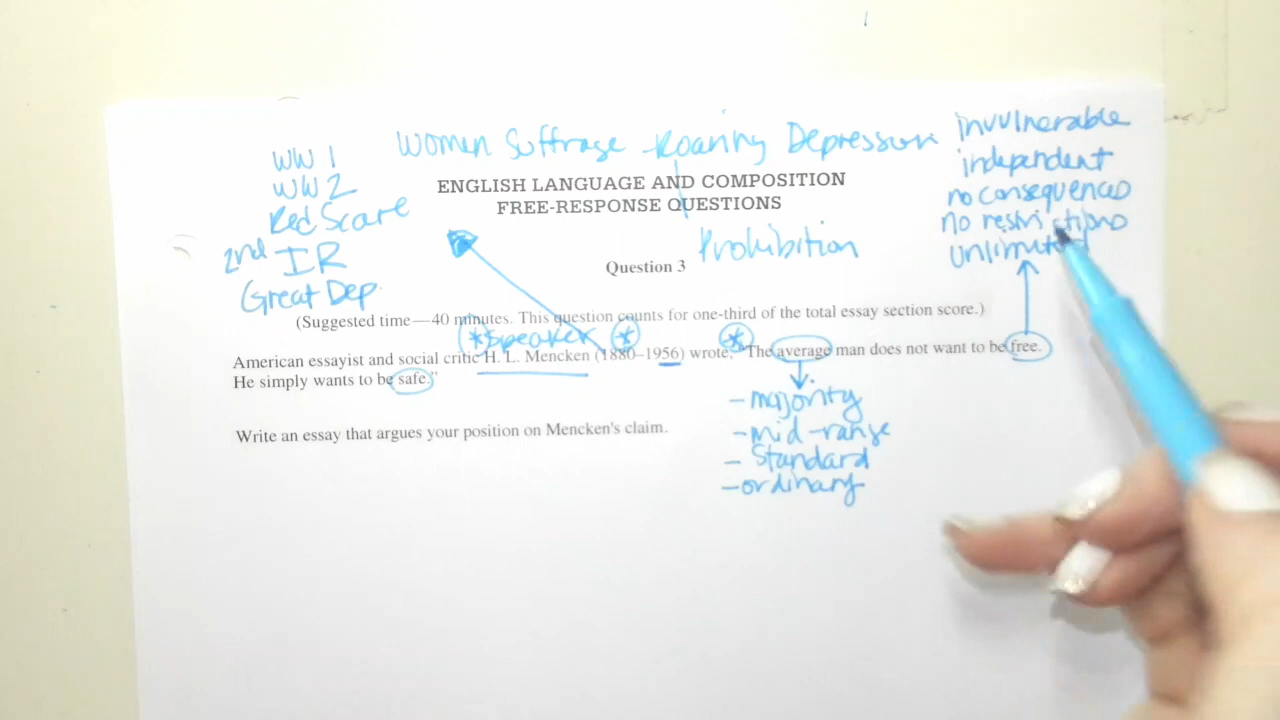 Women Suffrage Roaring Depression
WW 1
WW 2
Red Scare
2nd IR
Great Dep.
invulnerable
independent
no consequences
no restrictions
unlimited
ENGLISH LANGUAGE AND COMPOSITION
FREE-RESPONSE QUESTIONS
Prohibition
Question 3
(Suggested time—40 minutes. This question counts for one-third of the total essay section score.)
*Speaker *
*
American essayist and social critic H. L. Mencken (1880–1956) wrote, "The average man does not want to be free.
He simply wants to be safe."
- majority
- mid-range
- Standard
- ordinary
Write an essay that argues your position on Mencken's claim.